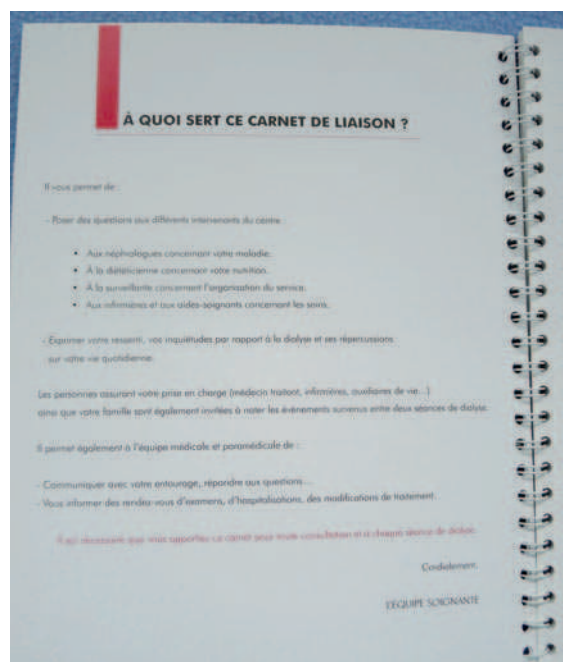 À QUOI SERT CE CARNET DE LIAISON ?
Il vous permet de :
- Poser des questions aux différents intervenants du centre :
• Aux néphrologues concernant votre maladie.
• À la diététicienne concernant votre nutrition.
• À la surveillante concernant l'organisation du service.
• Aux infirmières et aux aides-soignants concernant les soins.
- Exprimer votre ressenti, vos inquiétudes par rapport à la dialyse et ses répercussions
sur votre vie quotidienne.
Les personnes assurant votre prise en charge (médecin traitant, infirmières, auxiliaires de vie...)
ainsi que votre famille sont également invitées à noter les événements survenus entre deux séances de dialyse.
Il permet également à l'équipe médicale et paramédicale de :
- Communiquer avec votre entourage, répondre aux questions...
- Vous informer des rendez-vous d'examens, d'hospitalisations, des modifications de traitement.
Il est nécessaire que vous apportiez ce carnet pour toute consultation et à chaque séance de dialyse.
Cordialement,
L'ÉQUIPE SOIGNANTE